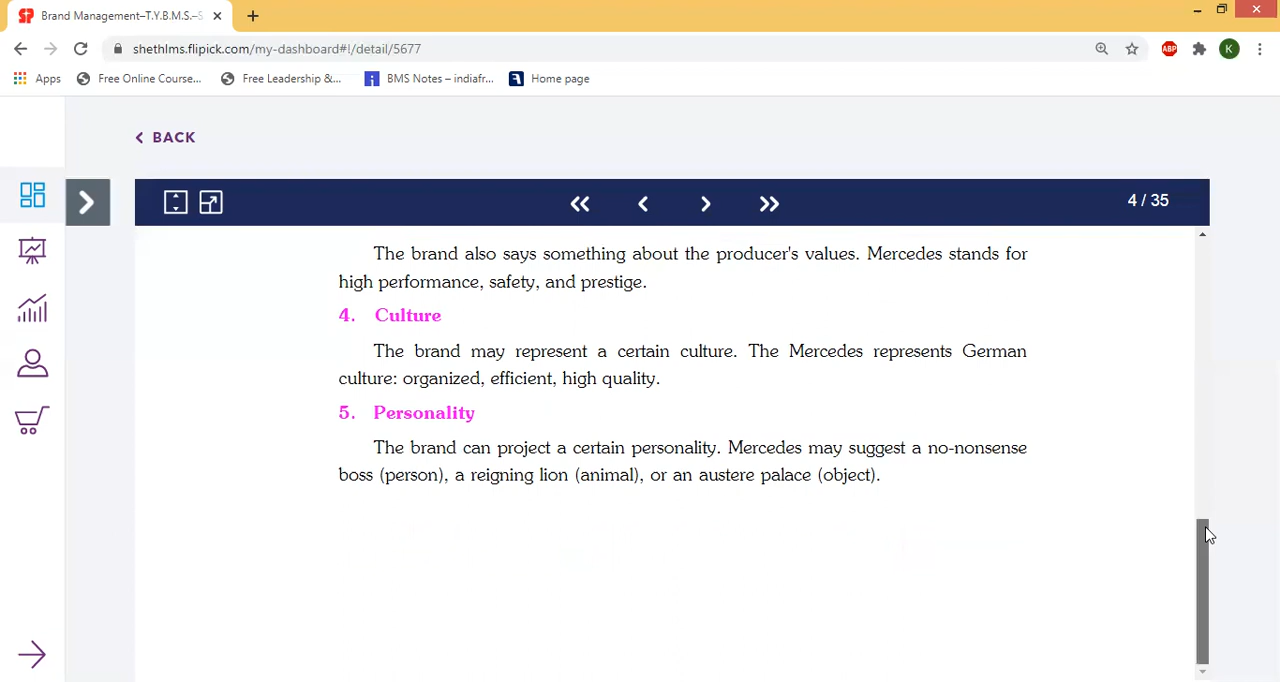 Brand Management–T.Y.B.M.S.–S
shethlms.flipick.com/my-dashboard#!/detail/5677
ABP
K
Apps
Free Online Course...
Free Leadership &...
BMS Notes – indiafr...
Home page
BACK
4 / 35
The brand also says something about the producer's values. Mercedes stands for
high performance, safety, and prestige.
4. Culture
The brand may represent a certain culture. The Mercedes represents German
culture: organized, efficient, high quality.
5. Personality
The brand can project a certain personality. Mercedes may suggest a no-nonsense
boss (person), a reigning lion (animal), or an austere palace (object).